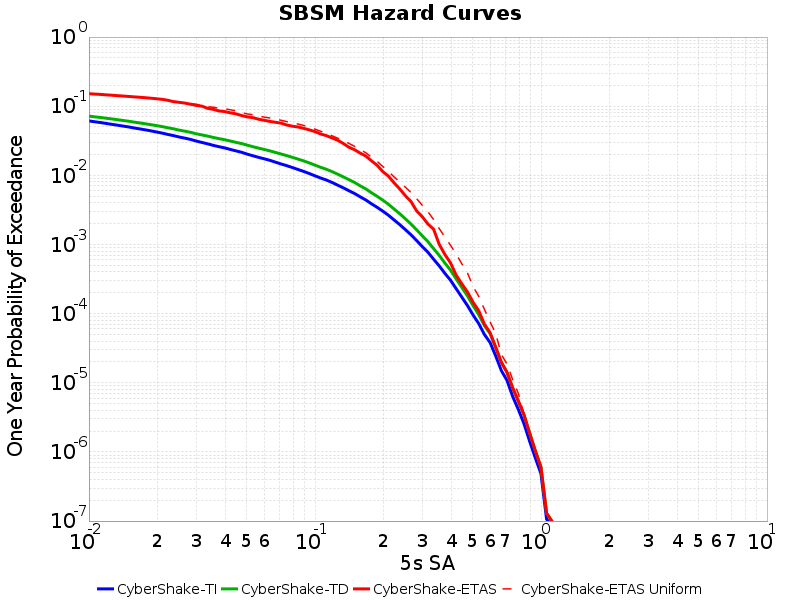 SBSM Hazard Curves
One Year Probability of Exceedance
10^0
10^-1
10^-2
10^-3
10^-4
10^-5
10^-6
10^-7
10^-2 2 3 4 5 6 10^-1 2 3 4 5 6 7 10^0 2 3 4 5 6 7 10^1
5s SA
CyberShake-TI CyberShake-TD CyberShake-ETAS CyberShake-ETAS Uniform